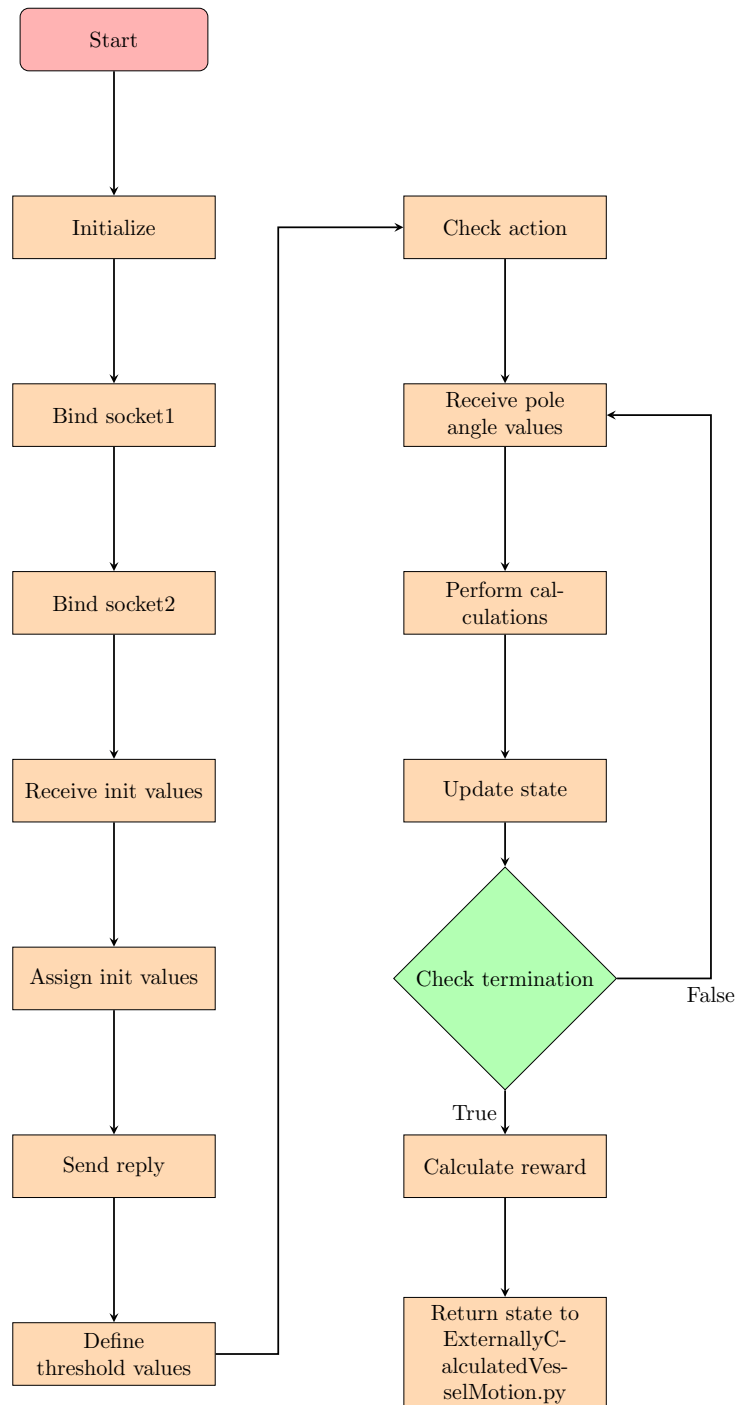 Start
Initialize
Bind socket1
Bind socket2
Receive init values
Assign init values
Send reply
Define
threshold values
Check action
Receive pole
angle values
Perform cal-
culations
Update state
Check termination
False
True
Calculate reward
Return state to
ExternallyC-
alculatedVes-
selMotion.py